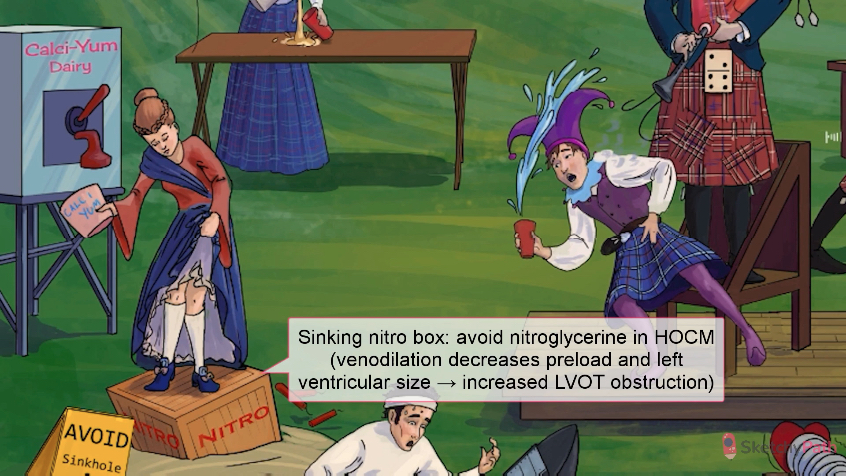 Calci-Yum
Dairy
CALCI
YUM
Sinking nitro box: avoid nitroglycerine in HOCM
(venodilation decreases preload and left
ventricular size → increased LVOT obstruction)
NITRO
NITRO
AVOID
Sinkhole